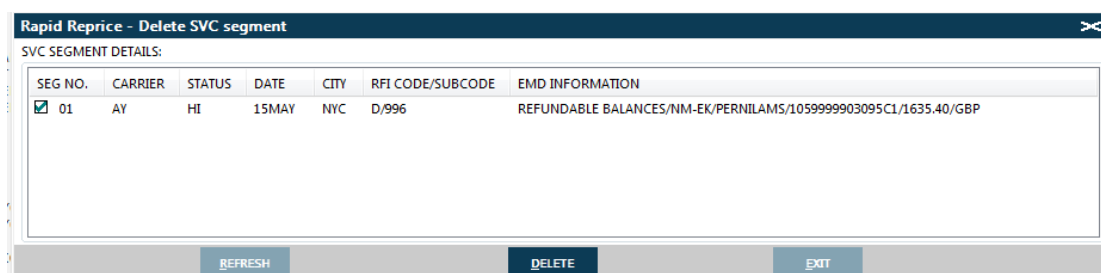 Rapid Reprice - Delete SVC segment
SVC SEGMENT DETAILS:
SEG NO. CARRIER STATUS DATE CITY RFI CODE/SUBCODE EMD INFORMATION
01 AY HI 15MAY NYC D/996 REFUNDABLE BALANCES/NM-EK/PERNILAMS/1059999903095C1/1635.40/GBP
REFRESH DELETE EXIT